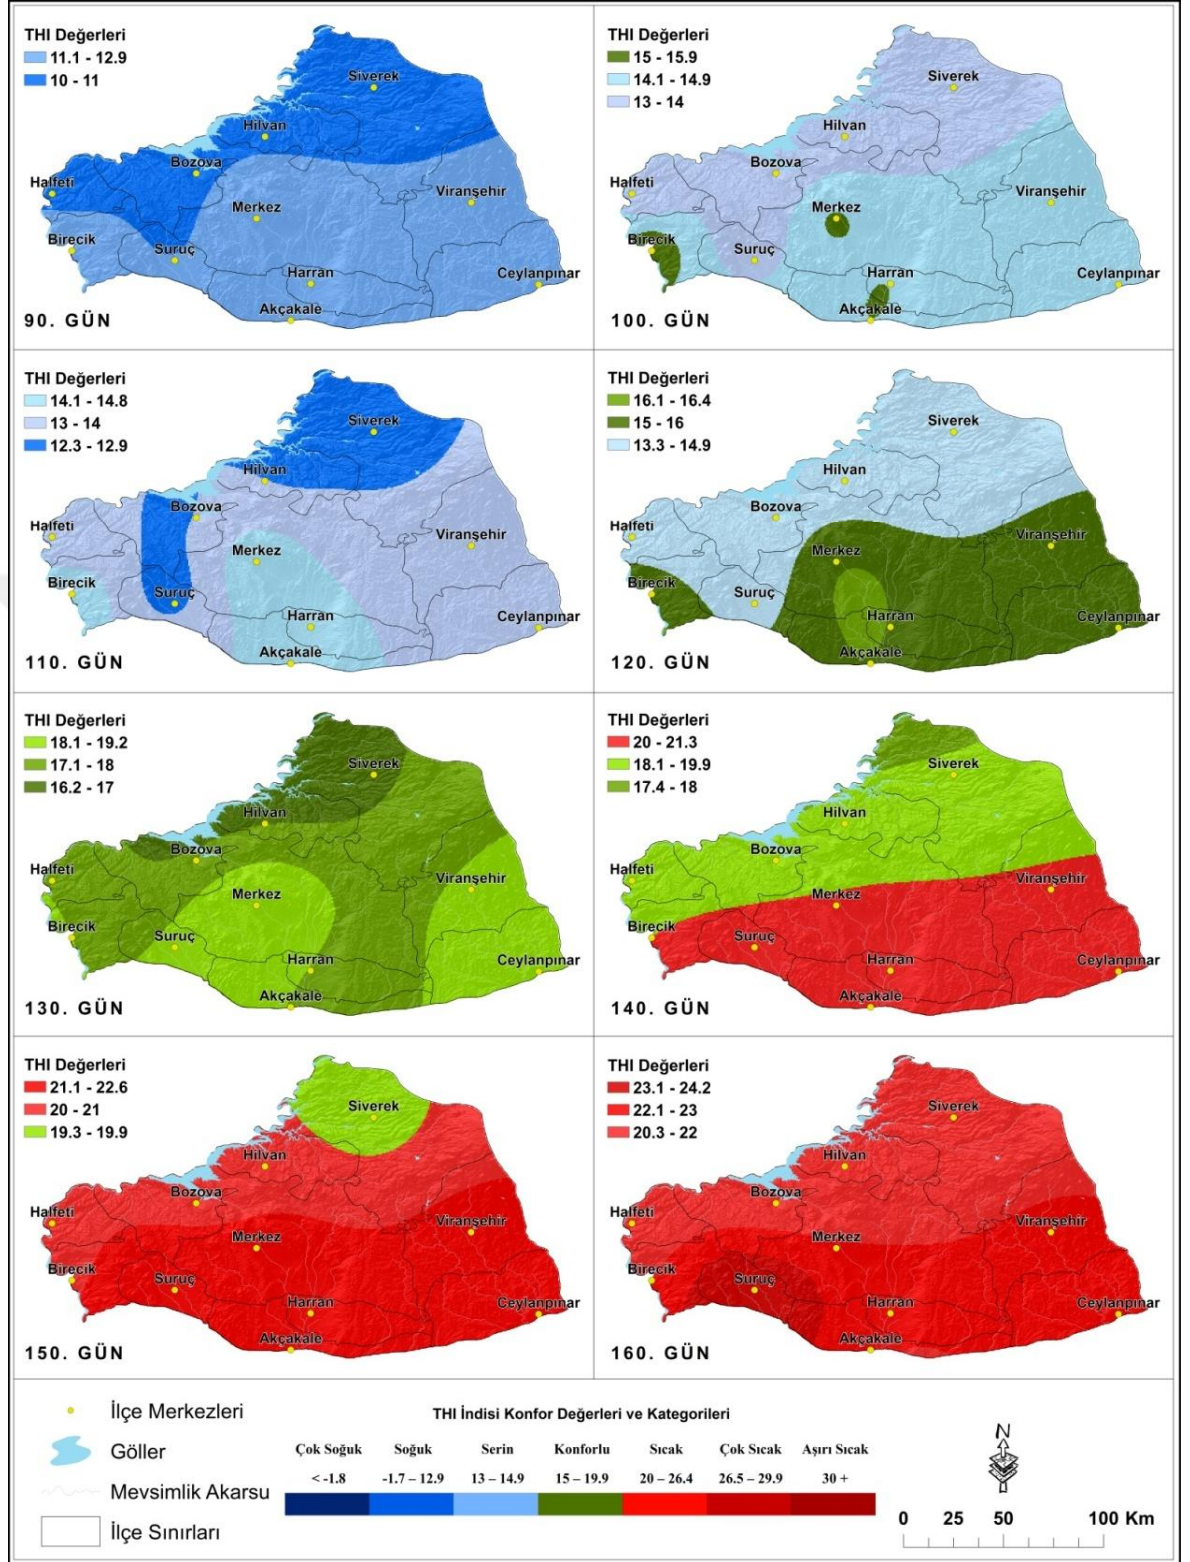 THI Değerleri
11.1 - 12.9
10 - 11
Siverek
Hilvan
Bozova
Halfeti
Viranşehir
Merkez
Birecik
Suruç
Harran
Ceylanpınar
Akçakale
90. GÜN
THI Değerleri
15 - 15.9
14.1 - 14.9
13 - 14
Siverek
Hilvan
Bozova
Halfeti
Viranşehir
Merkez
Birecik
Suruç
Harran
Ceylanpınar
Akçakale
100. GÜN
THI Değerleri
14.1 - 14.8
13 - 14
12.3 - 12.9
Siverek
Hilvan
Bozova
Halfeti
Viranşehir
Merkez
Birecik
Suruç
Harran
Ceylanpınar
Akçakale
110. GÜN
THI Değerleri
16.1 - 16.4
15 - 16
13.3 - 14.9
Siverek
Hilvan
Bozova
Halfeti
Viranşehir
Merkez
Birecik
Suruç
Harran
Ceylanpınar
Akçakale
120. GÜN
THI Değerleri
18.1 - 19.2
17.1 - 18
16.2 - 17
Siverek
Hilvan
Bozova
Halfeti
Viranşehir
Merkez
Birecik
Suruç
Harran
Ceylanpınar
Akçakale
130. GÜN
THI Değerleri
20 - 21.3
18.1 - 19.9
17.4 - 18
Siverek
Hilvan
Bozova
Halfeti
Viranşehir
Merkez
Birecik
Suruç
Harran
Ceylanpınar
Akçakale
140. GÜN
THI Değerleri
21.1 - 22.6
20 - 21
19.3 - 19.9
Siverek
Hilvan
Bozova
Halfeti
Viranşehir
Merkez
Birecik
Suruç
Harran
Ceylanpınar
Akçakale
150. GÜN
THI Değerleri
23.1 - 24.2
22.1 - 23
20.3 - 22
Siverek
Hilvan
Bozova
Halfeti
Viranşehir
Merkez
Birecik
Suruç
Harran
Ceylanpınar
Akçakale
160. GÜN
İlçe Merkezleri
Göller
Mevsimlik Akarsu
İlçe Sınırları
THI İndisi Konfor Değerleri ve Kategorileri
Çok Soğuk Soğuk Serin Konforlu Sıcak Çok Sıcak Aşırı Sıcak
< -1.8 -1.7 – 12.9 13 – 14.9 15 – 19.9 20 – 26.4 26.5 – 29.9 30 +
N
0 25 50 100 Km